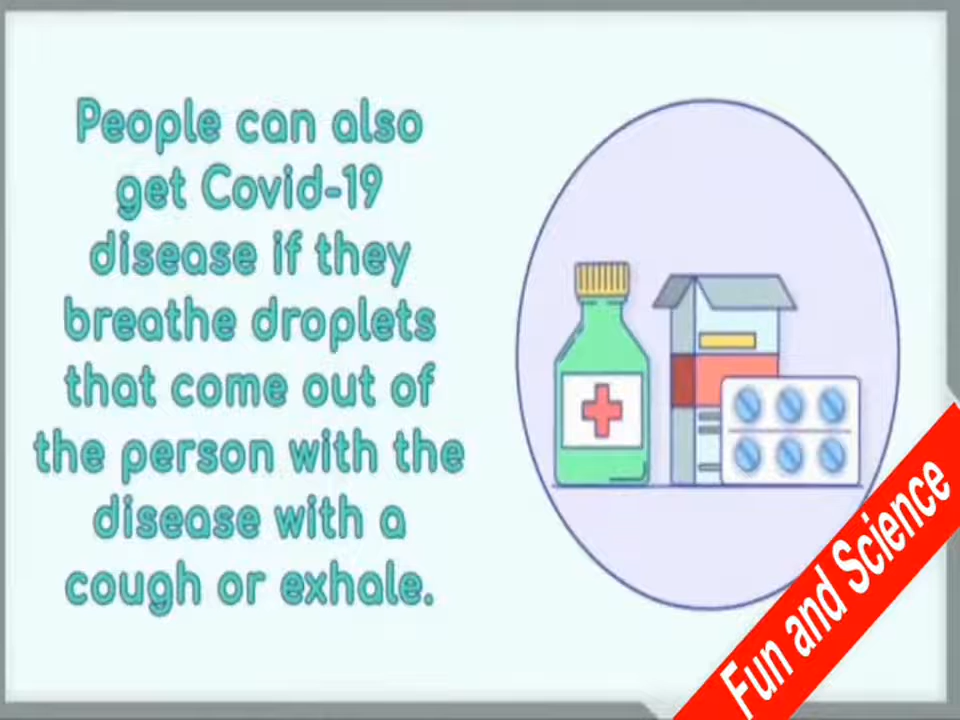 People can also
get Covid-19
disease if they
breathe droplets
that come out of
the person with the
disease with a
cough or exhale.
Fun and Science